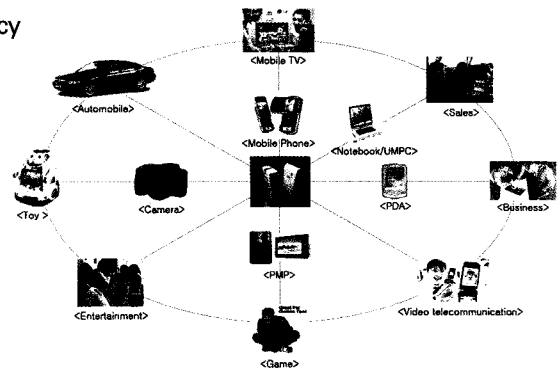 cy
<Mobile TV>
<Automobile>
<Sales>
<Mobile Phone>
<Notebook/UMPC>
<Toy >
<Camera>
<PDA>
<Business>
<PMP>
<Entertainment>
<Video telecommunication>
<Game>